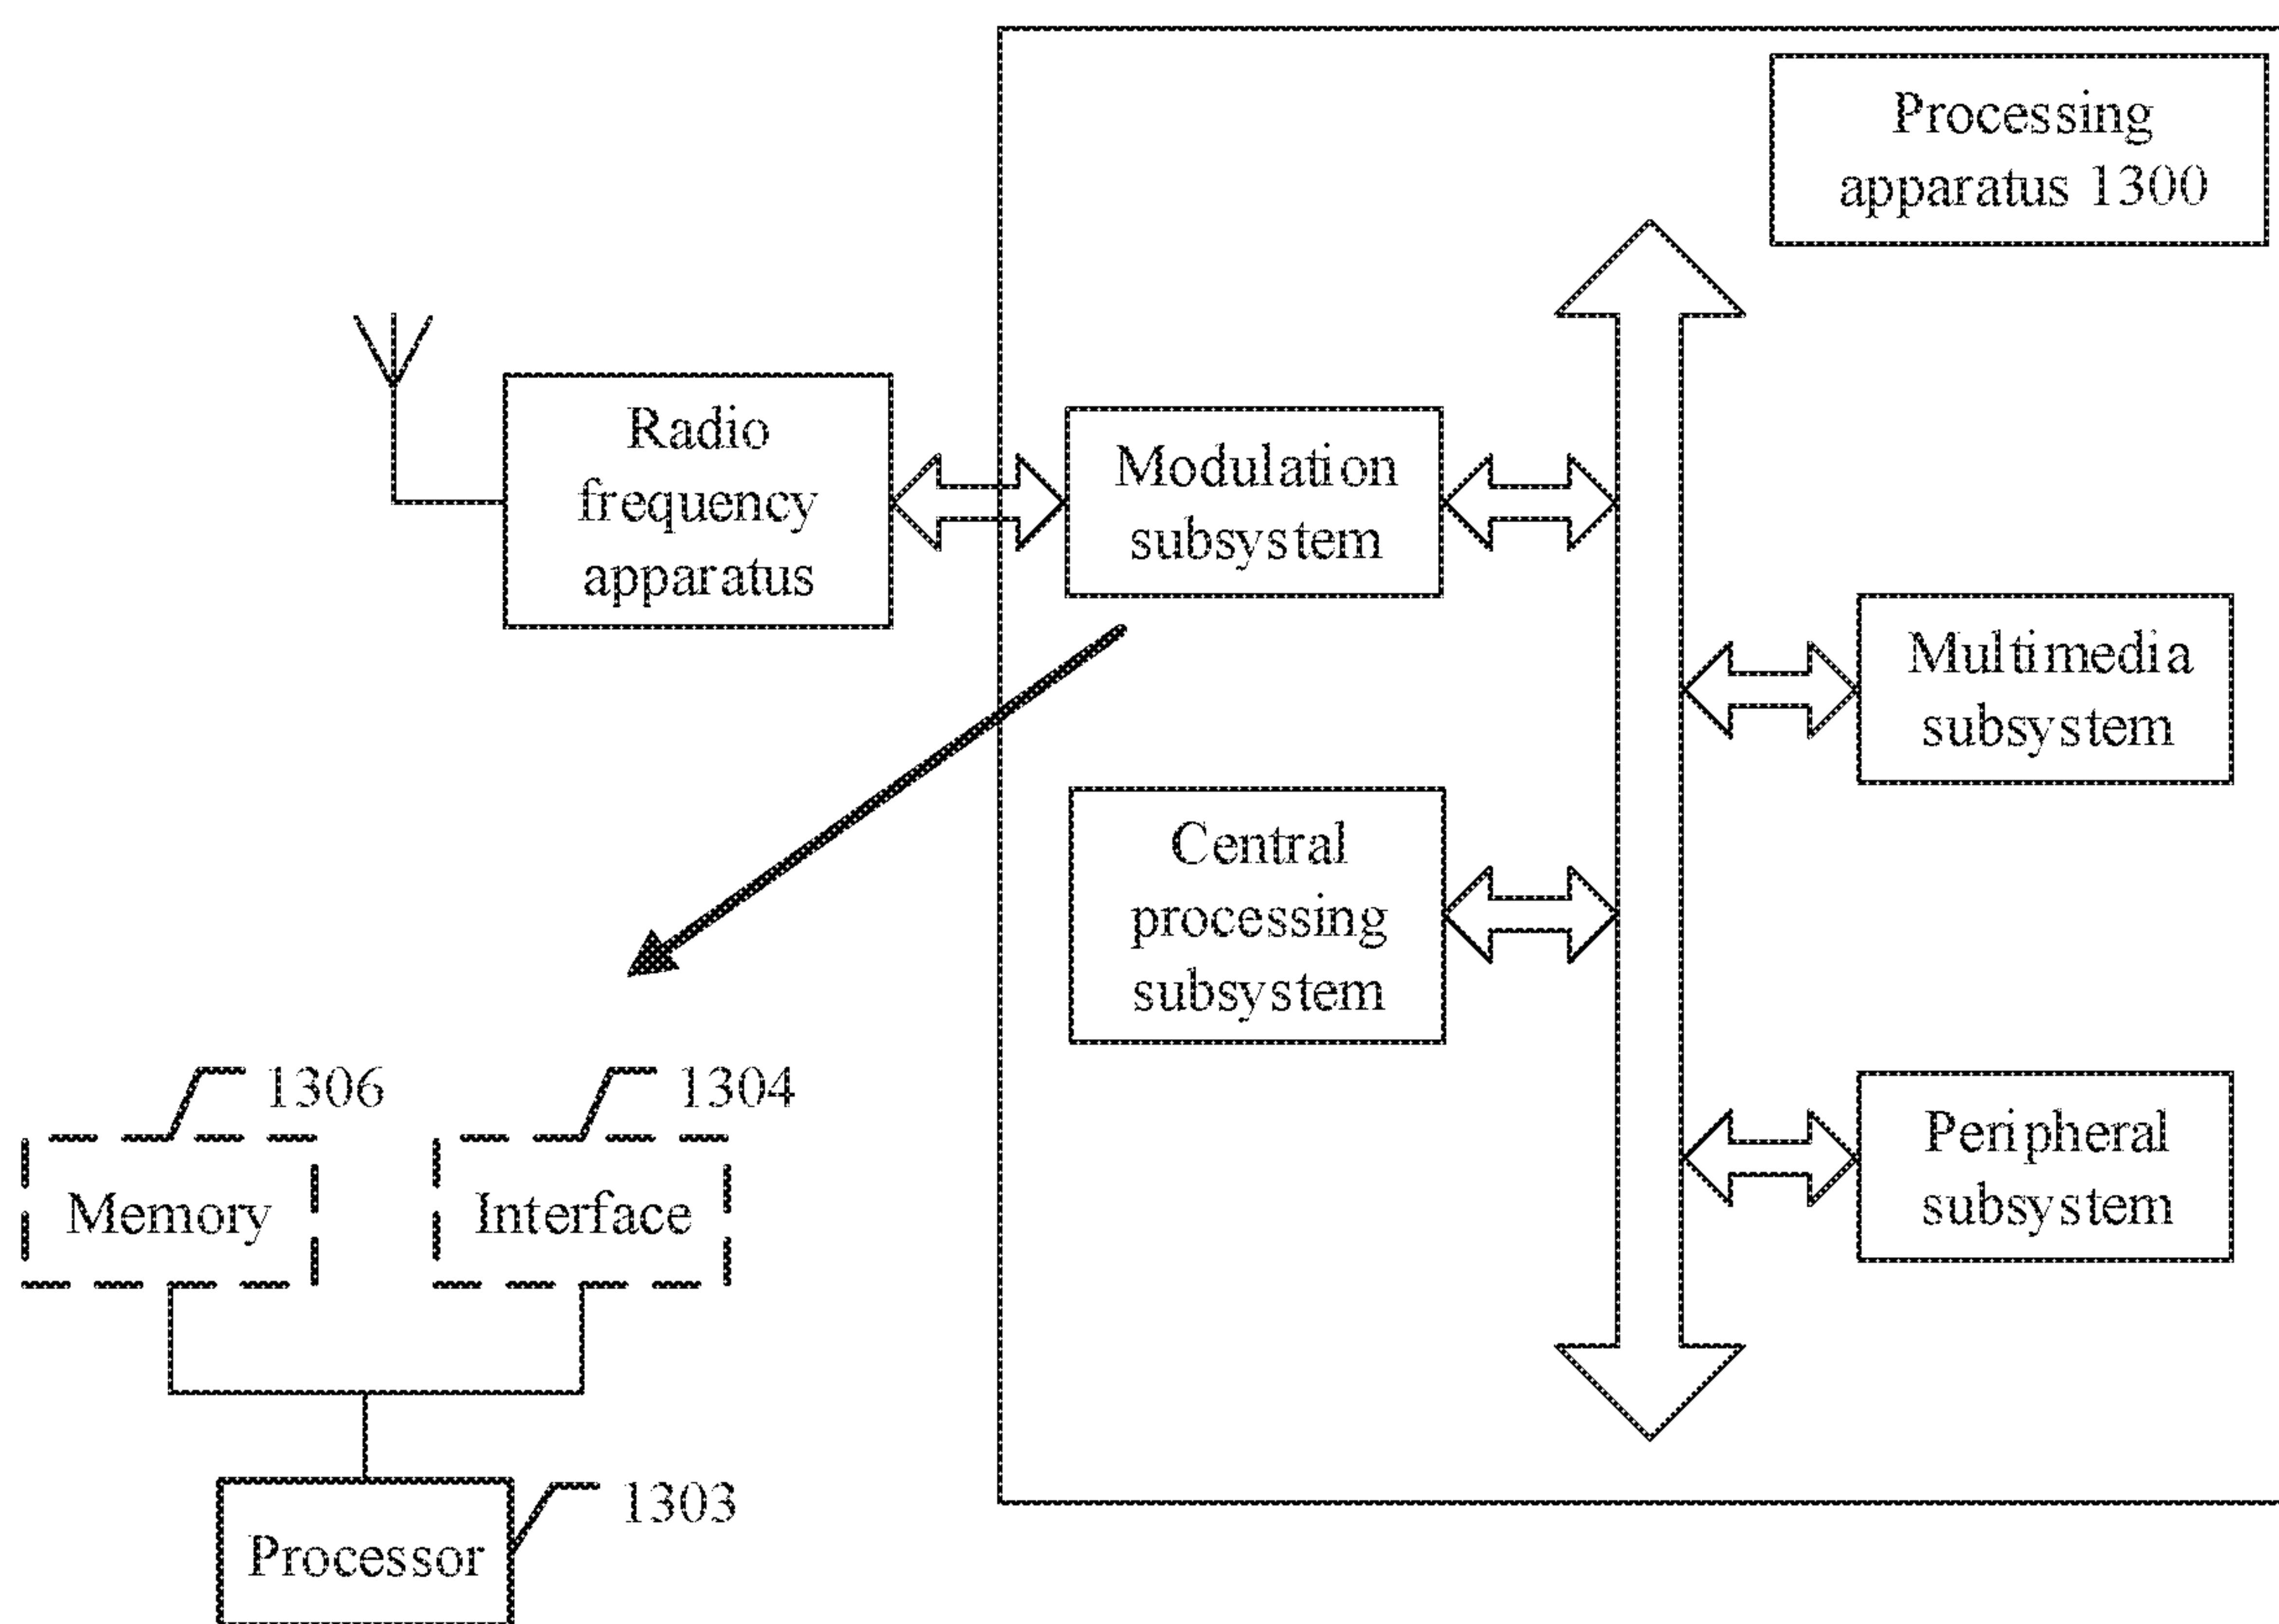 Processing
apparatus 1300
Radio
frequency
apparatus
Modulation
subsystem
Multimedia
subsystem
Central
processing
subsystem
Peripheral
subsystem
1306
1304
Memory
Interface
1303
Processor